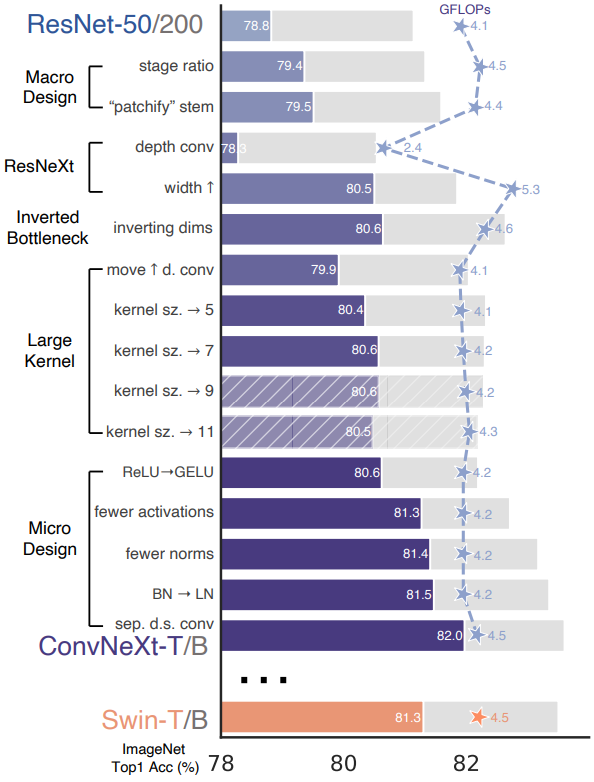 GFLOPs
ResNet-50/200 78.8 4.1
Macro
Design
stage ratio 79.4 4.5
“patchify” stem 79.5 4.4
ResNeXt
depth conv 78.3 2.4
width ↑ 80.5 5.3
Inverted
Bottleneck
inverting dims 80.6 4.6
Large
Kernel
move ↑ d. conv 79.9 4.1
kernel sz. → 5 80.4 4.1
kernel sz. → 7 80.6 4.2
kernel sz. → 9 80.6 4.2
kernel sz. → 11 80.5 4.3
Micro
Design
ReLU→GELU 80.6 4.2
fewer activations 81.3 4.2
fewer norms 81.4 4.2
BN → LN 81.5 4.2
sep. d.s. conv
ConvNeXt-T/B 82.0 4.5
...
Swin-T/B 81.3 4.5
ImageNet
Top1 Acc (%) 78 80 82